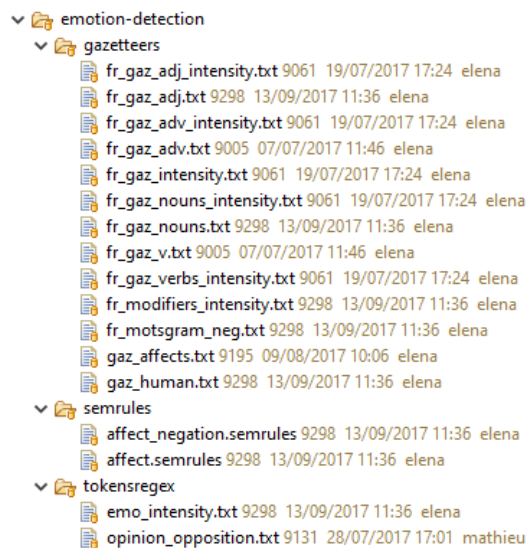 emotion-detection
gazetteers
fr_gaz_adj_intensity.txt 9061 19/07/2017 17:24 elena
fr_gaz_adj.txt 9298 13/09/2017 11:36 elena
fr_gaz_adv_intensity.txt 9061 19/07/2017 17:24 elena
fr_gaz_adv.txt 9005 07/07/2017 11:46 elena
fr_gaz_intensity.txt 9061 19/07/2017 17:24 elena
fr_gaz_nouns_intensity.txt 9061 19/07/2017 17:24 elena
fr_gaz_nouns.txt 9298 13/09/2017 11:36 elena
fr_gaz_v.txt 9005 07/07/2017 11:46 elena
fr_gaz_verbs_intensity.txt 9061 19/07/2017 17:24 elena
fr_modifiers_intensity.txt 9298 13/09/2017 11:36 elena
fr_motsgram_neg.txt 9298 13/09/2017 11:36 elena
gaz_affects.txt 9195 09/08/2017 10:06 elena
gaz_human.txt 9298 13/09/2017 11:36 elena
semrules
affect_negation.semrules 9298 13/09/2017 11:36 elena
affect.semrules 9298 13/09/2017 11:36 elena
tokensregex
emo_intensity.txt 9298 13/09/2017 11:36 elena
opinion_opposition.txt 9131 28/07/2017 17:01 mathieu